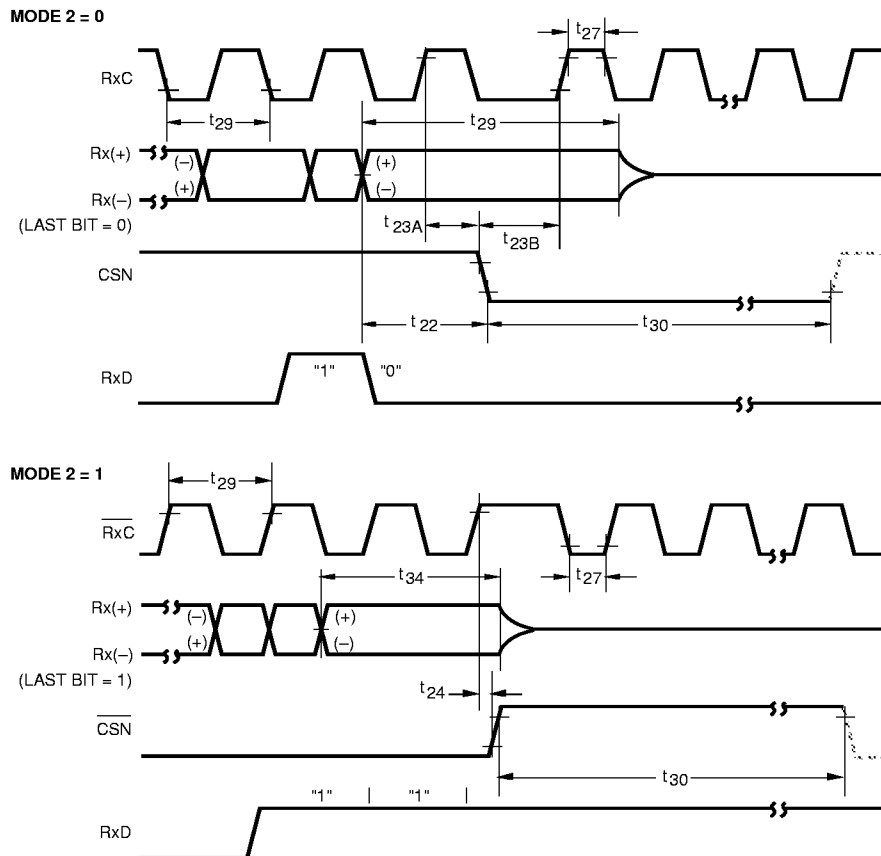 MODE 2 = 0
t27
RxC
t29
t29
Rx(+)
(–)
(+)
(+)
(–)
Rx(–)
(LAST BIT = 0)
t23A
t23B
CSN
t22
t30
RxD
"1"
"0"
MODE 2 = 1
t29
RxC
t34
t27
Rx(+)
(–)
(+)
(+)
(–)
Rx(–)
(LAST BIT = 1)
t24
CSN
t30
"1"
"1"
RxD